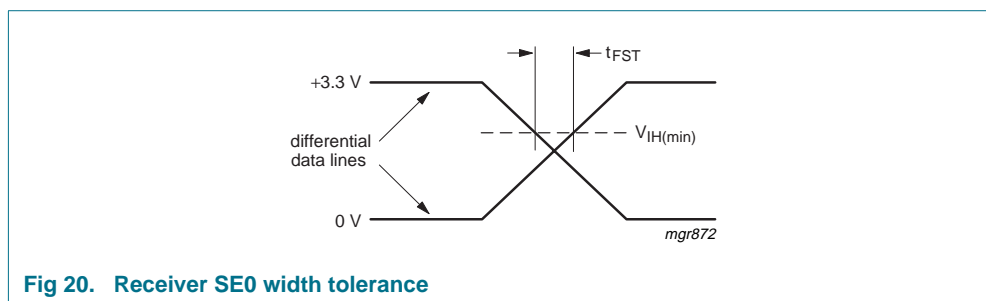 tFST
+3.3 V
VIH(min)
differential
data lines
0 V
mgr872
Fig 20. Receiver SE0 width tolerance